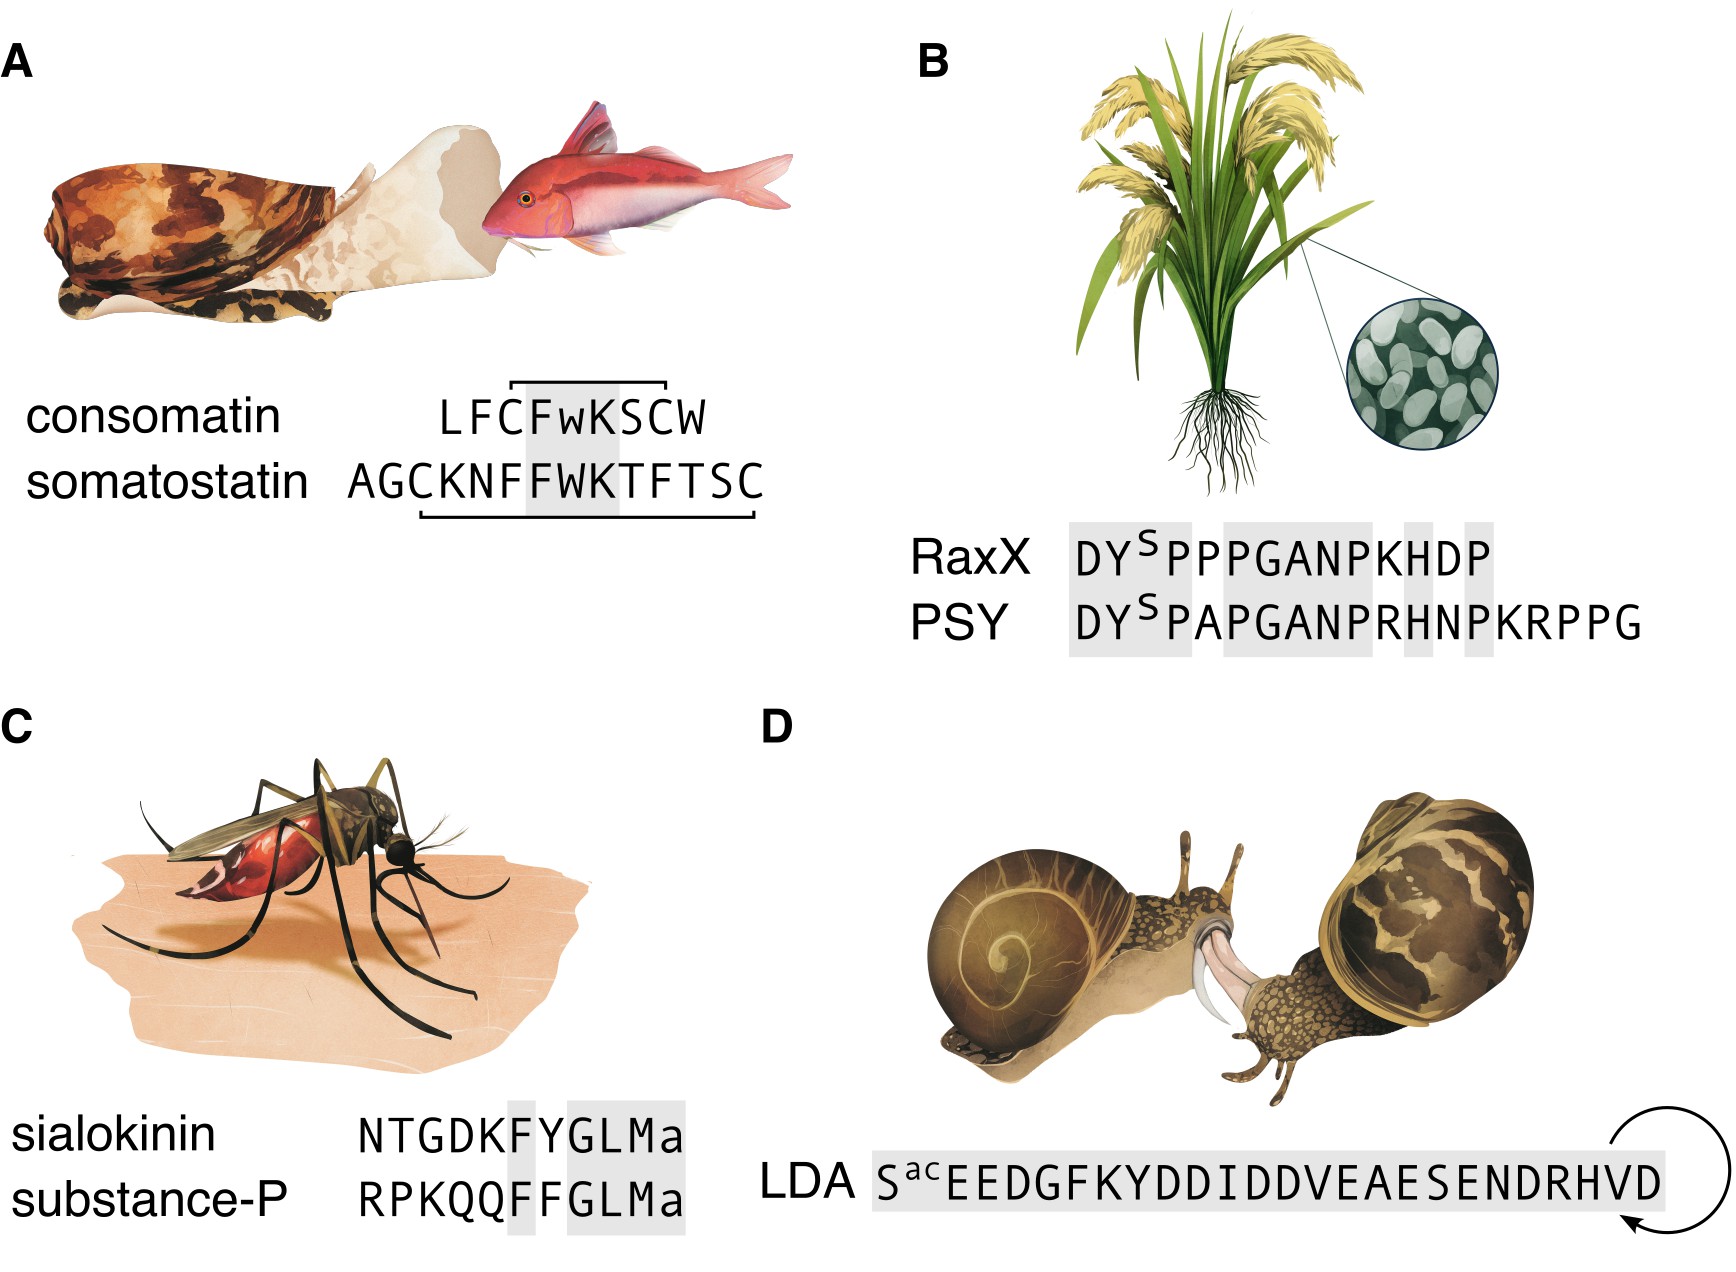 A
consomatin LFCFwKSCW
somatostatin AGCKNFFWKTFTSC
B
RaxX DYSPPPGANPKHDP
PSY DYSPAPGANPRHNPKRPPG
C
sialokinin NTGDKFYGLMa
substance-P RPKQQFFGLMa
D
LDA SacEEDGFKYDDIDDVEAESENDRHVD